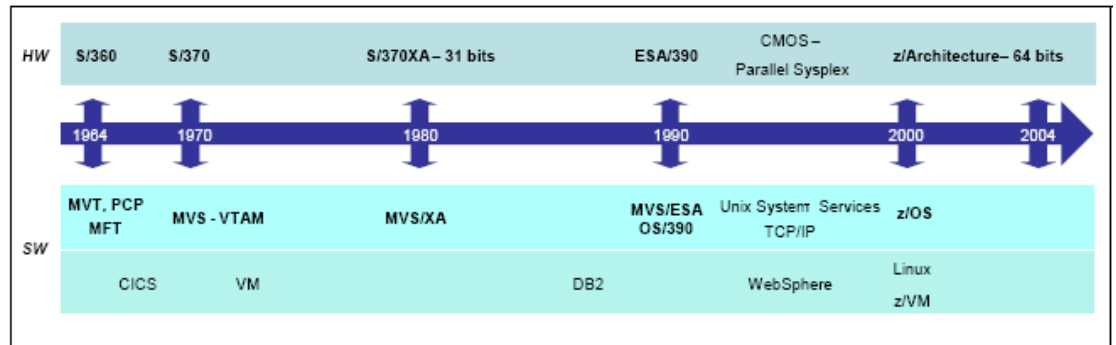 HW
S/360 S/370 S/370XA – 31 bits ESA/390 CMOS – z/Architecture– 64 bits
Parallel Sysplex
1964 1970 1980 1990 2000 2004
SW
MVT, PCP MVS - VTAM MVS/XA MVS/ESA Unix System Services z/OS
MFT OS/390 TCP/IP
CICS VM DB2 WebSphere Linux
z/VM